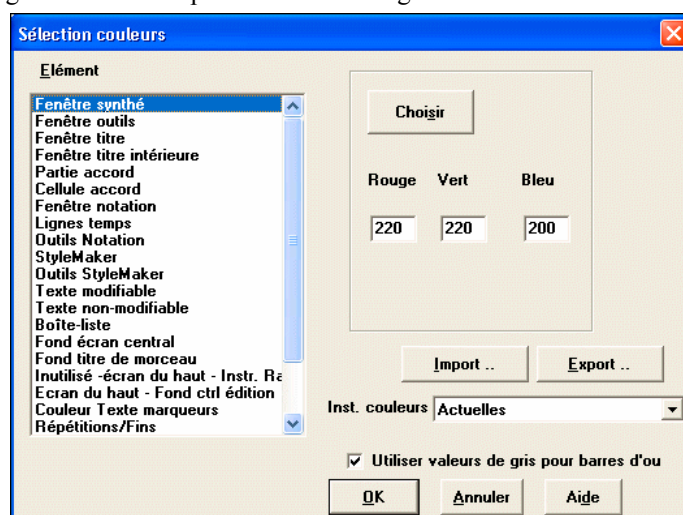 Sélection couleurs
Elément
Fenêtre synthé
Fenêtre outils
Fenêtre titre
Fenêtre titre intérieure
Partie accord
Cellule accord
Fenêtre notation
Lignes temps
Outils Notation
StyleMaker
Outils StyleMaker
Texte modifiable
Texte non-modifiable
Boîte-liste
Fond écran central
Fond titre de morceau
Inutilisé -écran du haut - Instr. Ra
Ecran du haut - Fond ctrl édition
Couleur Texte marqueurs
Répétitions/Fins
Choisir
Rouge Vert Bleu
220 220 200
Import .. Export ..
Inst. couleurs Actuelles
Utiliser valeurs de gris pour barres d'ou
OK Annuler Aide